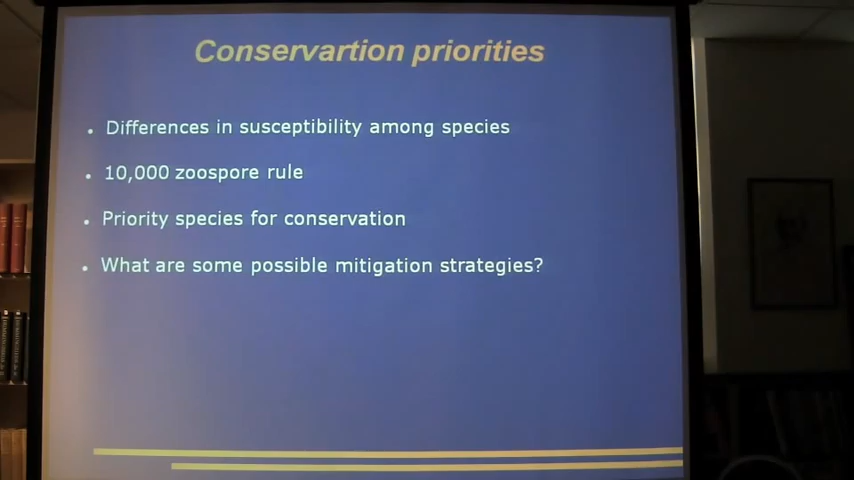 Conservartion priorities
• Differences in susceptibility among species
• 10,000 zoospore rule
• Priority species for conservation
• What are some possible mitigation strategies?